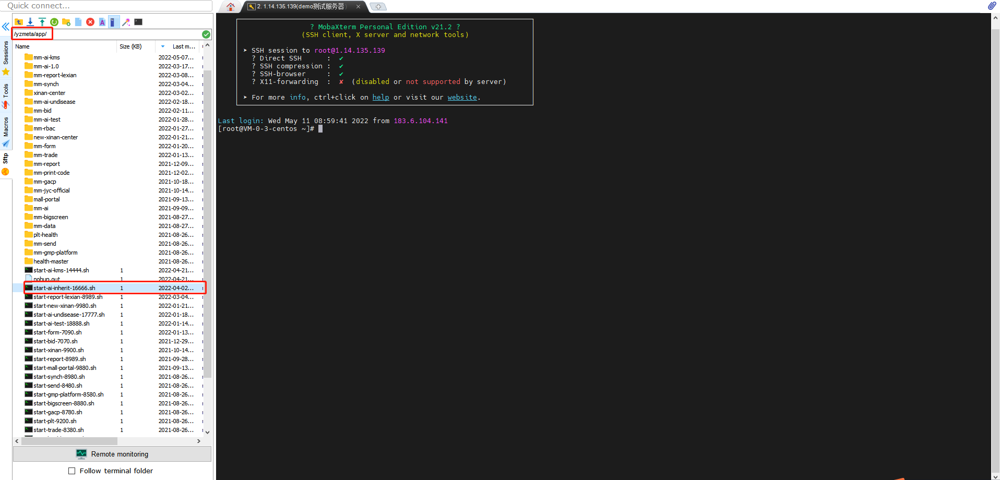 Quick connect...
2. 1.14.135.139(demo测试服务器)
Sessions
Tools
Macros
Sftp
/yzmeta/app/
Name Size (KB) Last m...
mm-ai-kms 2022-05-07...
mm-ai-1.0 2022-03-17...
mm-report-lexian 2022-03-08...
mm-synch 2022-03-04...
xinan-center 2022-03-02...
mm-ai-undisease 2022-02-18...
mm-bid 2022-02-11...
mm-ai-test 2022-01-28...
mm-rbac 2022-01-27...
new-xinan-center 2022-01-21...
mm-form 2022-01-20...
mm-trade 2022-01-13...
mm-report 2021-12-09...
mm-print-code 2021-12-02...
mm-gacp 2021-10-18...
mm-jyc-official 2021-10-14...
mall-portal 2021-09-13...
mm-ai 2021-09-09...
mm-bigscreen 2021-08-27...
mm-data 2021-08-27...
plt-health 2021-08-26...
mm-send 2021-08-26...
mm-gmp-platform 2021-08-26...
health-master 2021-08-26...
start-ai-kms-14444.sh 1 2022-04-21...
nohup.out 1 2022-04-21...
start-ai-inherit-16666.sh 1 2022-04-02...
start-report-lexian-8989.sh 1 2022-03-04...
start-new-xinan-9980.sh 1 2022-01-21...
start-ai-undisease-17777.sh 1 2022-01-18...
start-ai-test-18888.sh 1 2022-01-14...
start-form-7090.sh 1 2022-01-13...
start-bid-7070.sh 1 2021-12-29...
start-xinan-9900.sh 1 2021-10-14...
start-report-8989.sh 1 2021-09-28...
start-mall-portal-9880.sh 1 2021-09-13...
start-synch-8980.sh 1 2021-08-26...
start-send-8480.sh 1 2021-08-26...
start-gmp-platform-8580.sh 1 2021-08-26...
start-bigscreen-8880.sh 1 2021-08-26...
start-gacp-8780.sh 1 2021-08-26...
start-plt-9200.sh 1 2021-08-26...
start-trade-8380.sh 1 2021-08-26...
Remote monitoring
Follow terminal folder
? MobaXterm Personal Edition v21.2 ?
(SSH client, X server and network tools)
➤ SSH session to root@1.14.135.139
? Direct SSH : ✔
? SSH compression : ✔
? SSH-browser : ✔
? X11-forwarding : ✘ (disabled or not supported by server)
➤ For more info, ctrl+click on help or visit our website.
Last login: Wed May 11 08:59:41 2022 from 183.6.104.141
[root@VM-0-3-centos ~]#